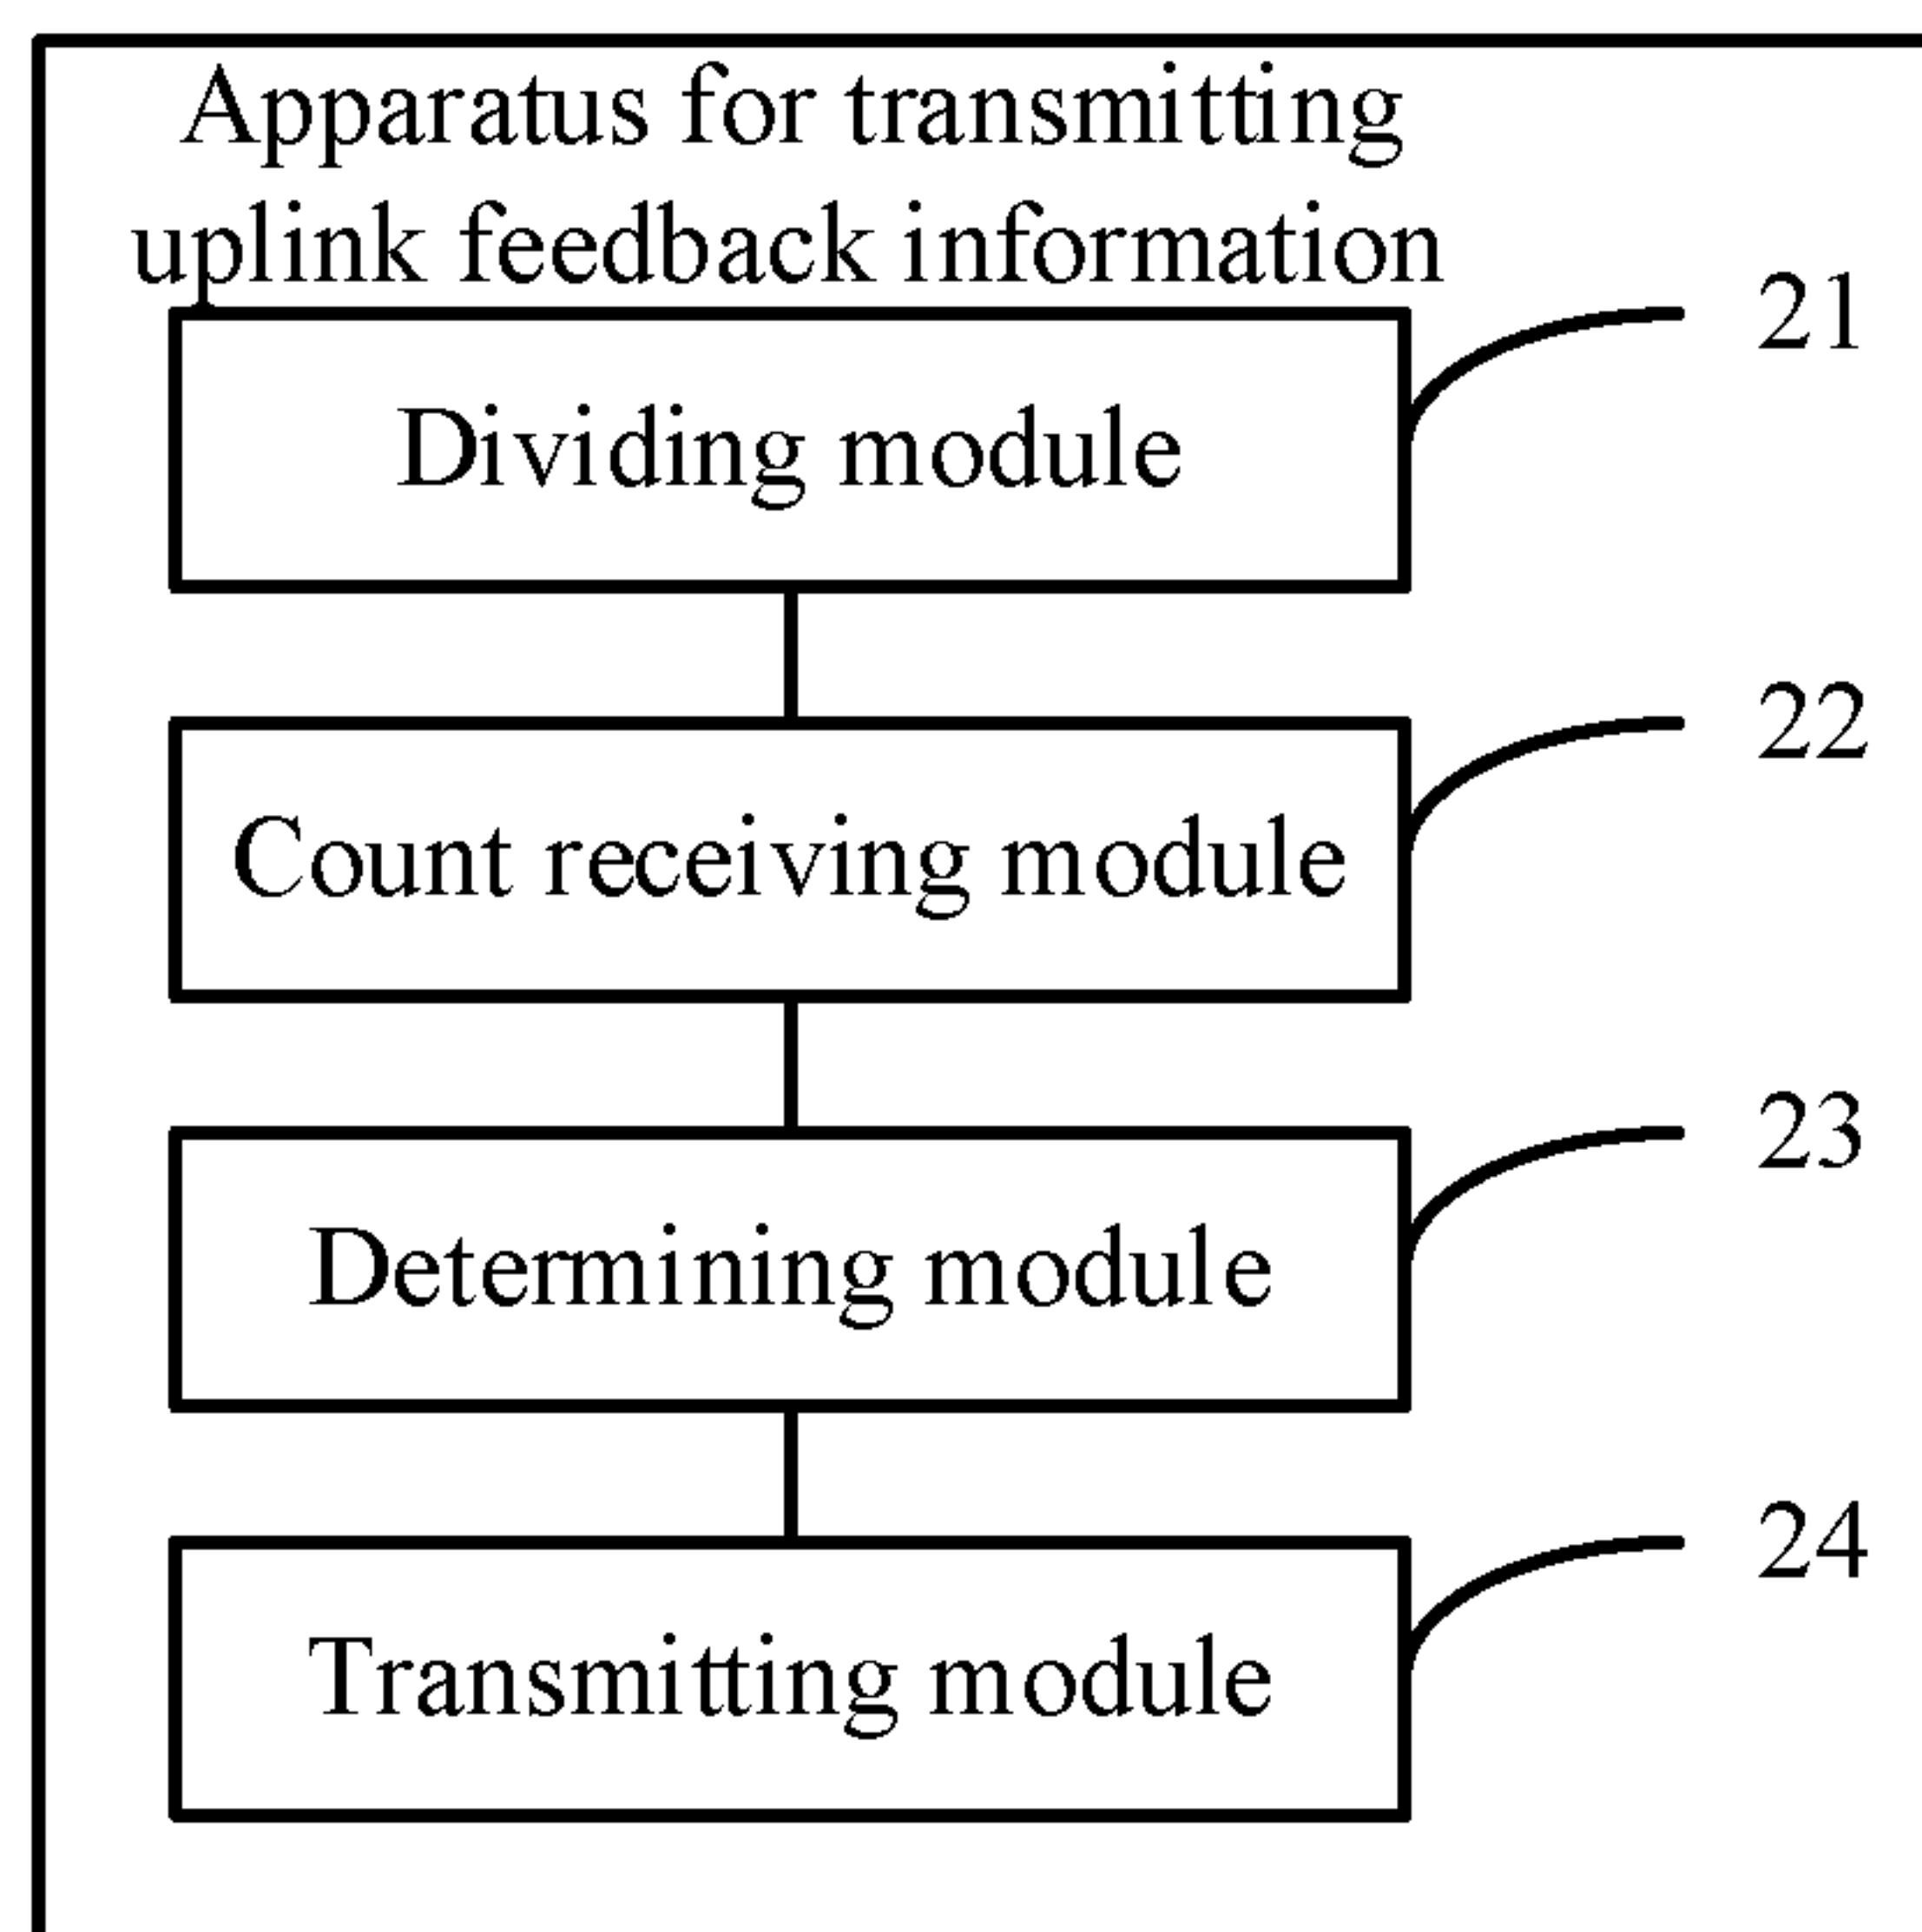 Apparatus for transmitting
uplink feedback information
21
Dividing module
22
Count receiving module
23
Determining module
24
Transmitting module